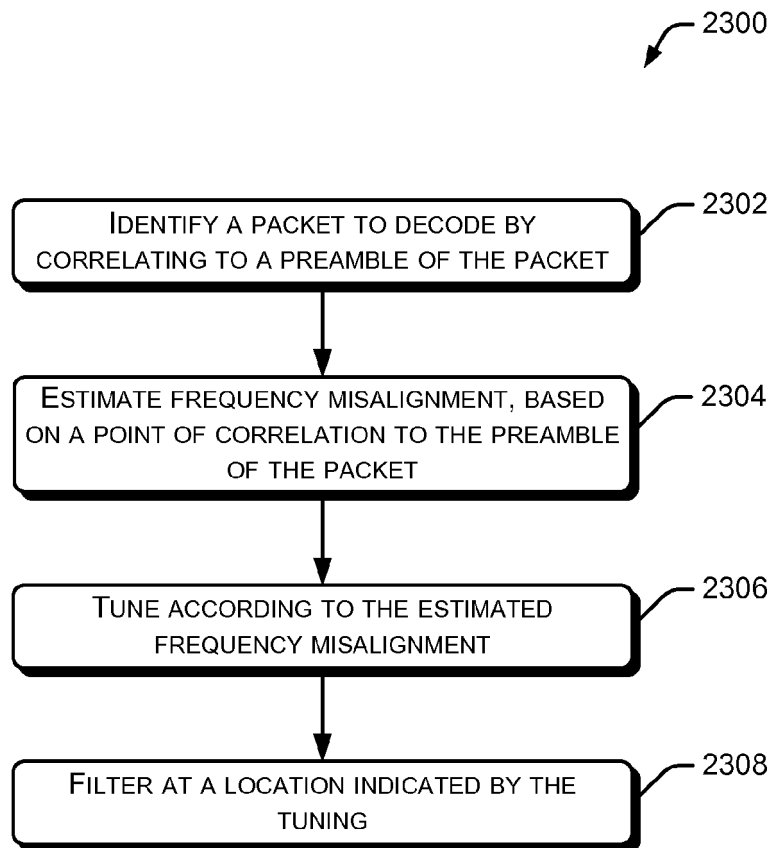 2300
2302
IDENTIFY A PACKET TO DECODE BY
CORRELATING TO A PREAMBLE OF THE PACKET
2304
ESTIMATE FREQUENCY MISALIGNMENT, BASED
ON A POINT OF CORRELATION TO THE PREAMBLE
OF THE PACKET
2306
TUNE ACCORDING TO THE ESTIMATED
FREQUENCY MISALIGNMENT
2308
FILTER AT A LOCATION INDICATED BY THE
TUNING